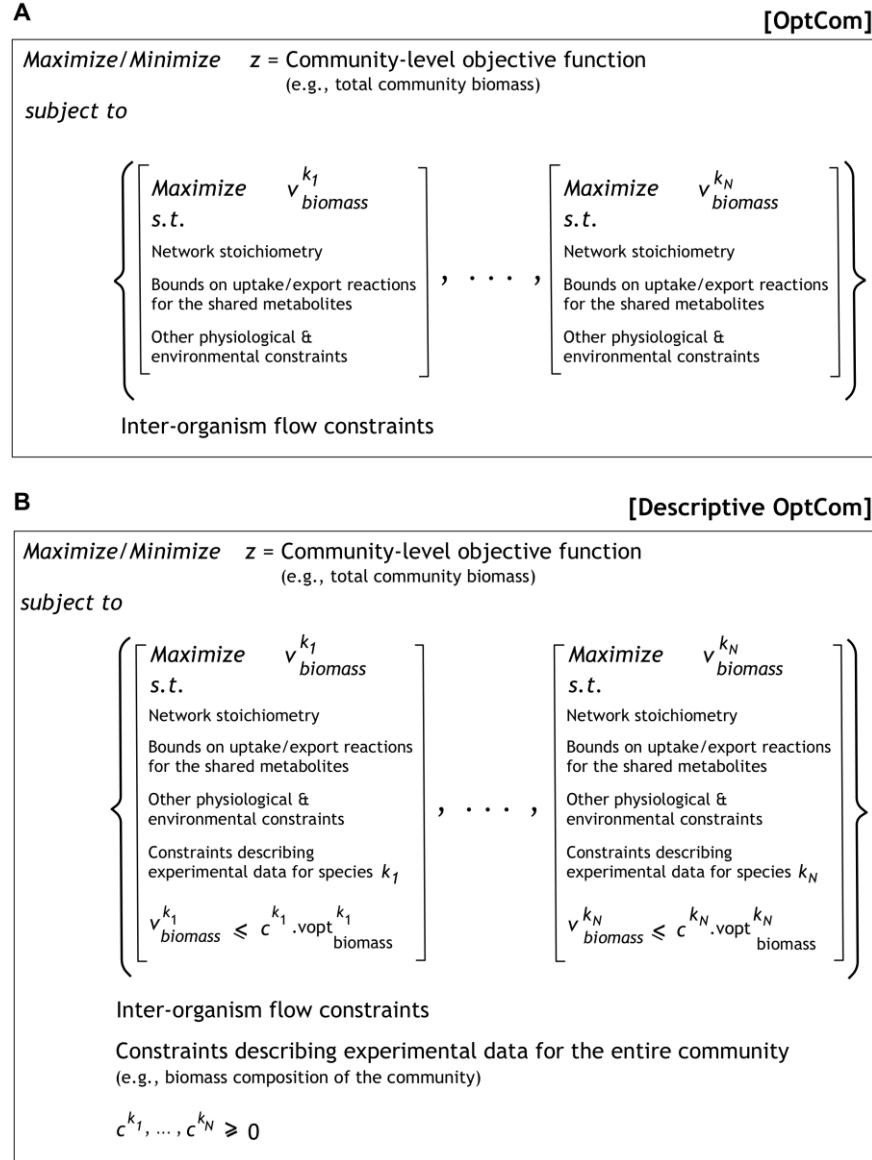 A
[OptCom]
Maximize/Minimize z = Community-level objective function
(e.g., total community biomass)
subject to
Maximize v^{k_1}_{biomass}
s.t.
Network stoichiometry
Bounds on uptake/export reactions
for the shared metabolites
Other physiological &
environmental constraints
, . . . ,
Maximize v^{k_N}_{biomass}
s.t.
Network stoichiometry
Bounds on uptake/export reactions
for the shared metabolites
Other physiological &
environmental constraints
Inter-organism flow constraints
B
[Descriptive OptCom]
Maximize/Minimize z = Community-level objective function
(e.g., total community biomass)
subject to
Maximize v^{k_1}_{biomass}
s.t.
Network stoichiometry
Bounds on uptake/export reactions
for the shared metabolites
Other physiological &
environmental constraints
Constraints describing
experimental data for species k_1
v^{k_1}_{biomass} ⩽ c^{k_1}.vopt^{k_1}_{biomass}
, . . . ,
Maximize v^{k_N}_{biomass}
s.t.
Network stoichiometry
Bounds on uptake/export reactions
for the shared metabolites
Other physiological &
environmental constraints
Constraints describing
experimental data for species k_N
v^{k_N}_{biomass} ⩽ c^{k_N}.vopt^{k_N}_{biomass}
Inter-organism flow constraints
Constraints describing experimental data for the entire community
(e.g., biomass composition of the community)
c^{k_1}, ... , c^{k_N} ⩾ 0